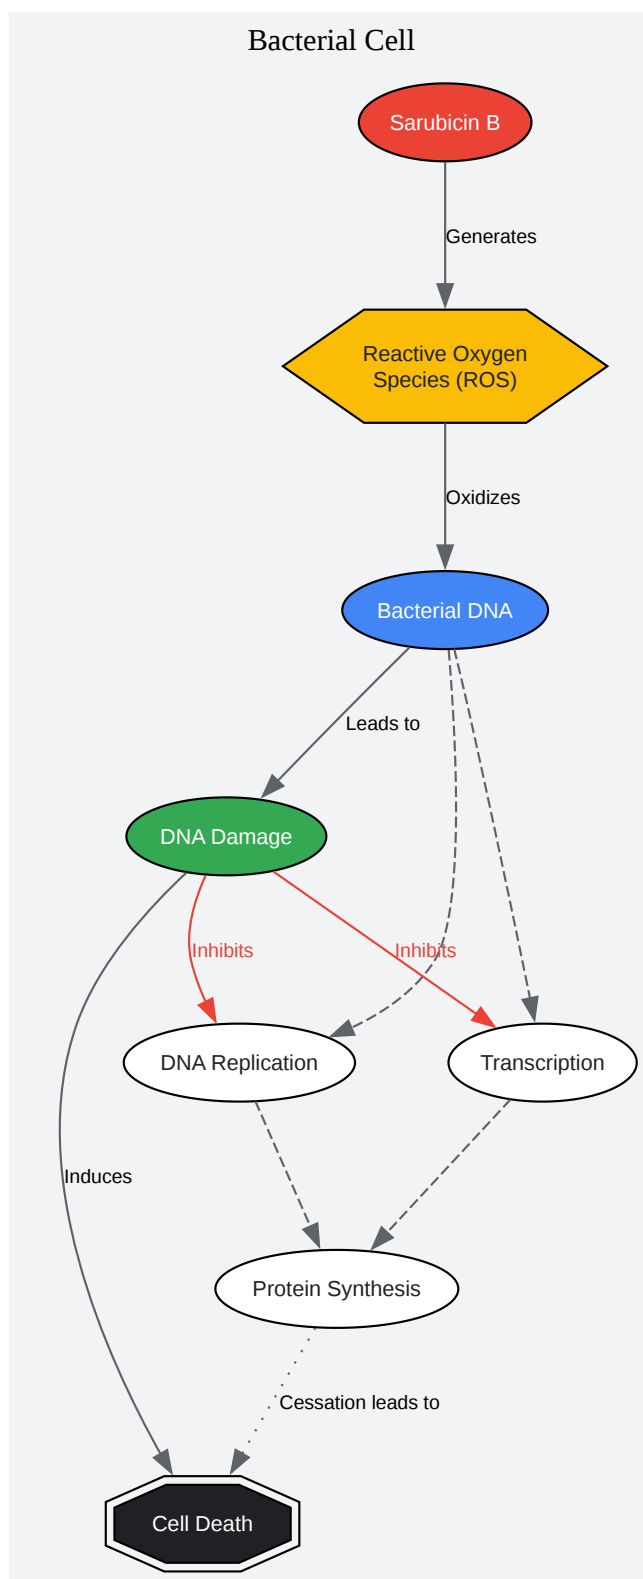 Bacterial Cell
Sarubicin B
Generates
Reactive Oxygen
Species (ROS)
Oxidizes
Bacterial DNA
Leads to
DNA Damage
Inhibits
Inhibits
DNA Replication
Transcription
Induces
Protein Synthesis
Cessation leads to
Cell Death